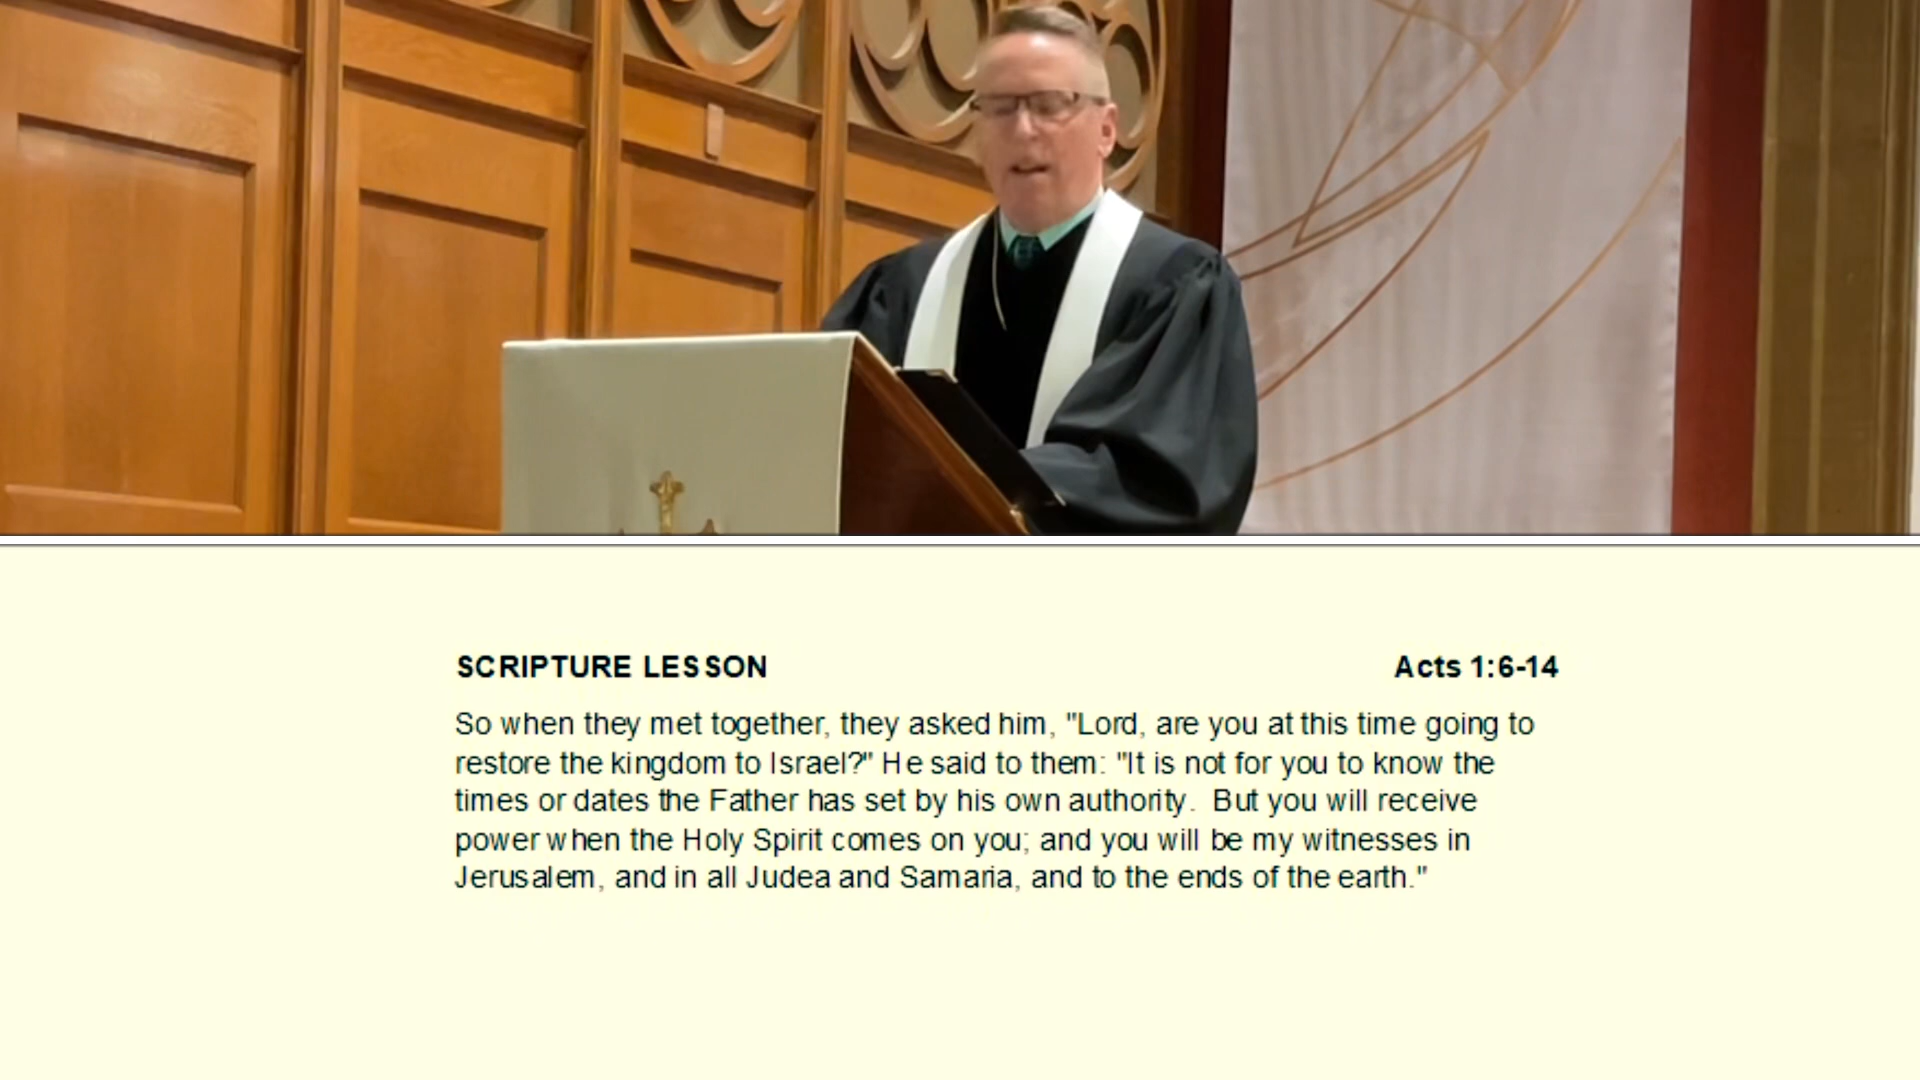 SCRIPTURE LESSON Acts 1:6-14
So when they met together, they asked him, "Lord, are you at this time going to
restore the kingdom to Israel?" He said to them: "It is not for you to know the
times or dates the Father has set by his own authority. But you will receive
power when the Holy Spirit comes on you; and you will be my witnesses in
Jerusalem, and in all Judea and Samaria, and to the ends of the earth."